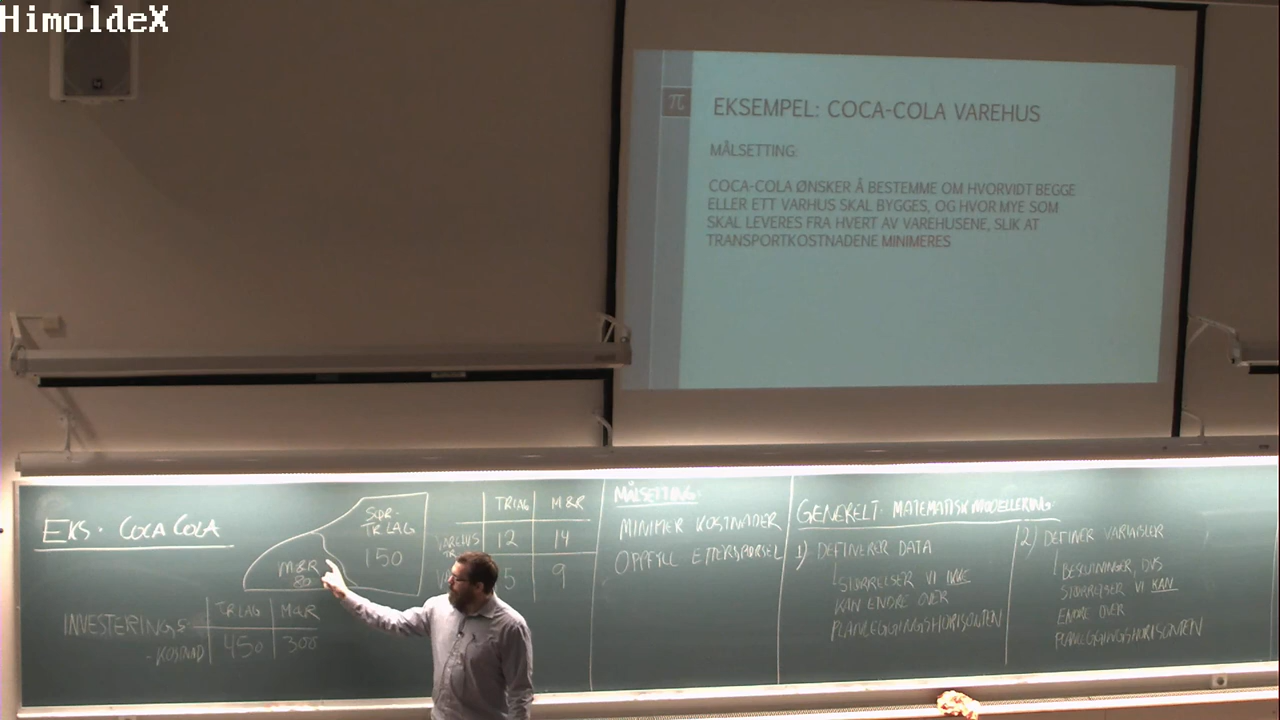 HimoldeX
π
EKSEMPEL: COCA-COLA VAREHUS
MÅLSETTING:
COCA-COLA ØNSKER Å BESTEMME OM HVORVIDT BEGGE
ELLER ETT VARHUS SKAL BYGGES, OG HVOR MYE SOM
SKAL LEVERES FRA HVERT AV VAREHUSENE, SLIK AT
TRANSPORTKOSTNADENE MINIMERES
EKS. COCA COLA
SØR-
TR LAG
150
M&R
80
INVESTERINGS
-KOSTNAD
TR LAG M&R
450 300
TRLAG M&R
VAREHUS
TR
12 14
5 9
MÅLSETTING:
MINIMER KOSTNADER
OPPFYLL ETTERSPØRSEL
GENERELT: MATEMATISK MODELLERING:
1) DEFINERER DATA
STØRRELSER VI IKKE
KAN ENDRE OVER
PLANLEGGINGSHORISONTEN
2) DEFINER VARIABLER
BESLUTNINGER, DVS
STØRRELSER VI KAN
ENDRE OVER
PLANLEGGINGSHORISONTEN